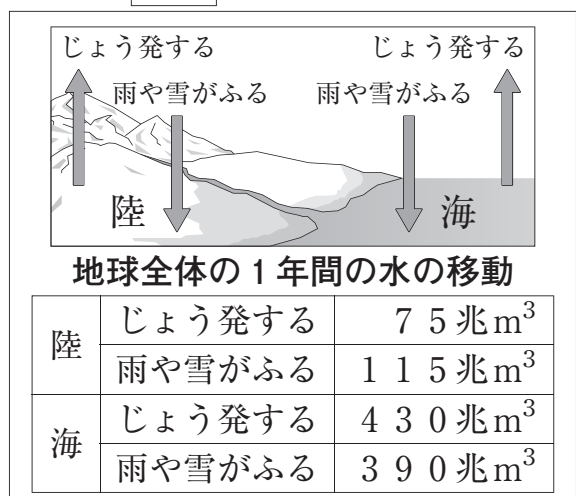 じょう発する　じょう発する
雨や雪がふる　雨や雪がふる
陸　海
地球全体の1年間の水の移動
陸　じょう発する　75兆m³
雨や雪がふる　115兆m³
海　じょう発する　430兆m³
雨や雪がふる　390兆m³